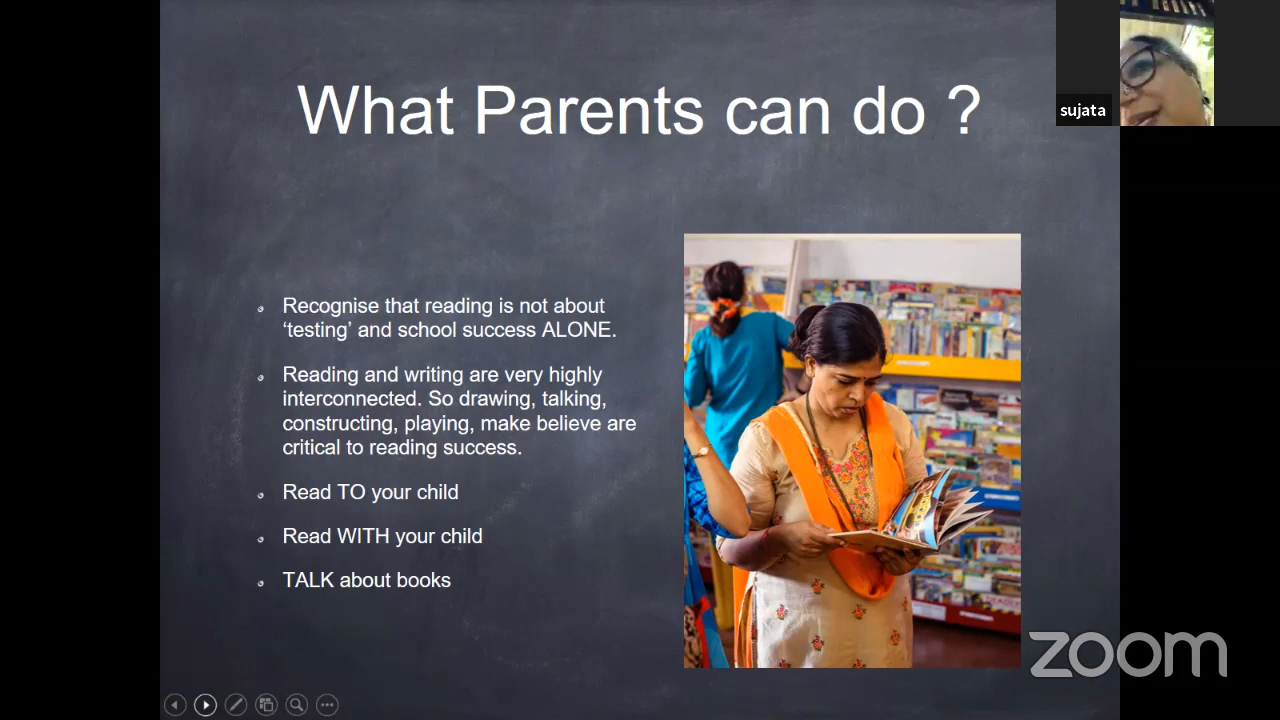 What Parents can do ?
sujata
Recognise that reading is not about
‘testing’ and school success ALONE.
Reading and writing are very highly
interconnected. So drawing, talking,
constructing, playing, make believe are
critical to reading success.
Read TO your child
Read WITH your child
TALK about books
zoom